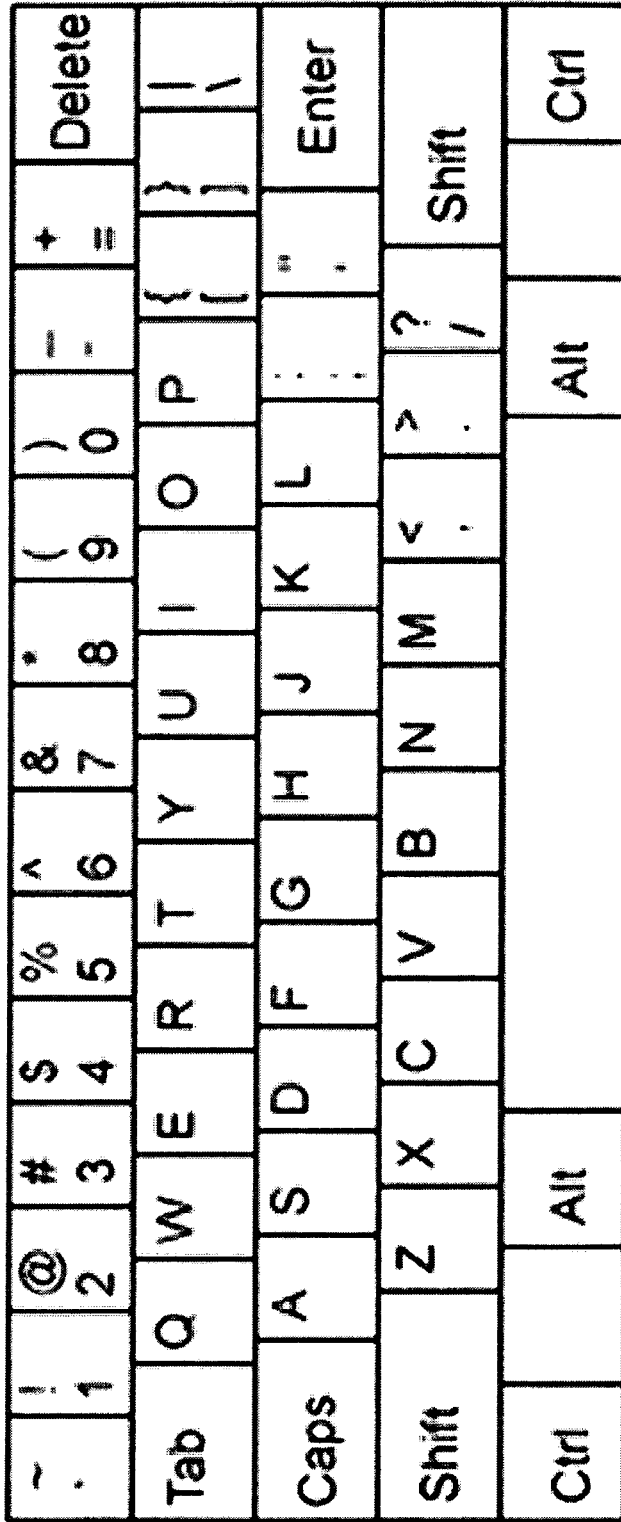 ~ . ! 1 @ 2 # 3 $ 4 % 5 ^ 6 & 7 * 8 ( 9 ) 0 _ - + = Delete
Tab Q W E R T Y U I O P { [ } ] | \
Caps A S D F G H J K L : ; " . Enter
Shift Z X C V B N M < . > . ? / Shift
Ctrl Alt Alt Ctrl